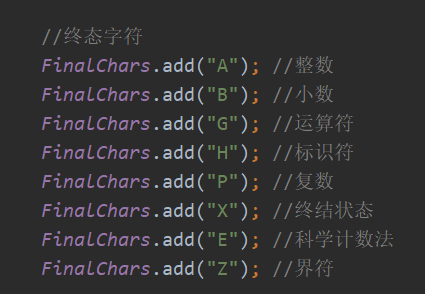 //终态字符
FinalChars.add("A"); //整数
FinalChars.add("B"); //小数
FinalChars.add("G"); //运算符
FinalChars.add("H"); //标识符
FinalChars.add("P"); //复数
FinalChars.add("X"); //终结状态
FinalChars.add("E"); //科学计数法
FinalChars.add("Z"); //界符